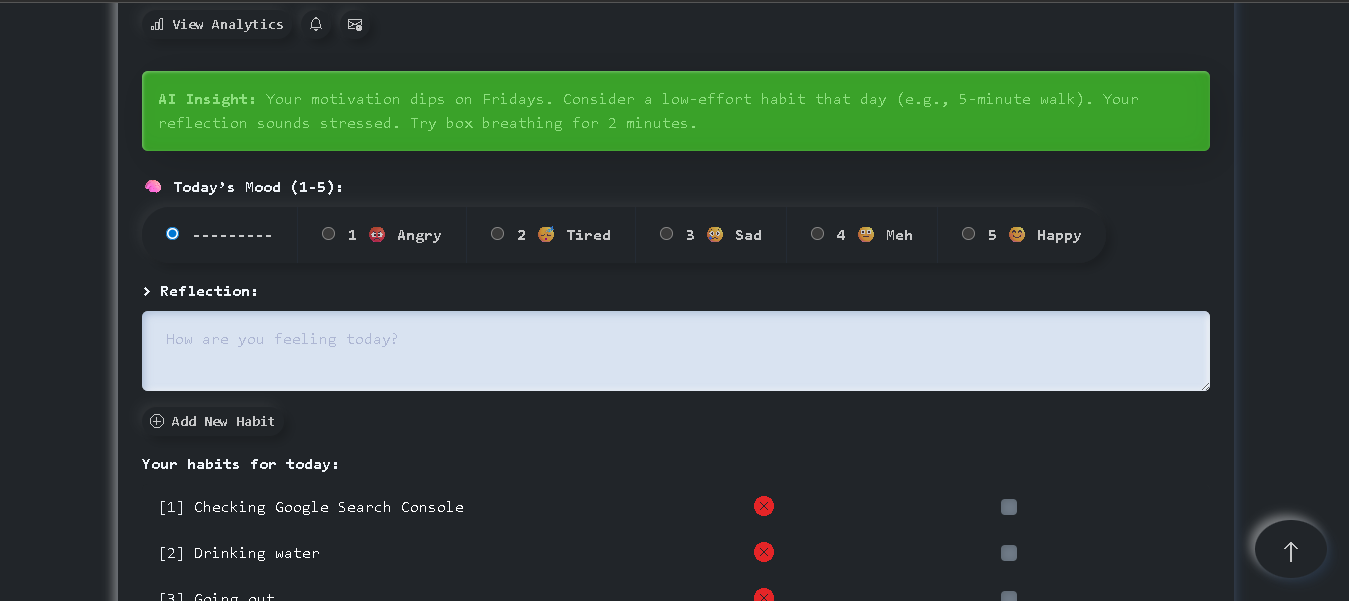 View Analytics
AI Insight: Your motivation dips on Fridays. Consider a low-effort habit that day (e.g., 5-minute walk). Your
reflection sounds stressed. Try box breathing for 2 minutes.
Today’s Mood (1-5):
--------- 1 Angry 2 Tired 3 Sad 4 Meh 5 Happy
> Reflection:
How are you feeling today?
Add New Habit
Your habits for today:
[1] Checking Google Search Console
[2] Drinking water
[3] Going out